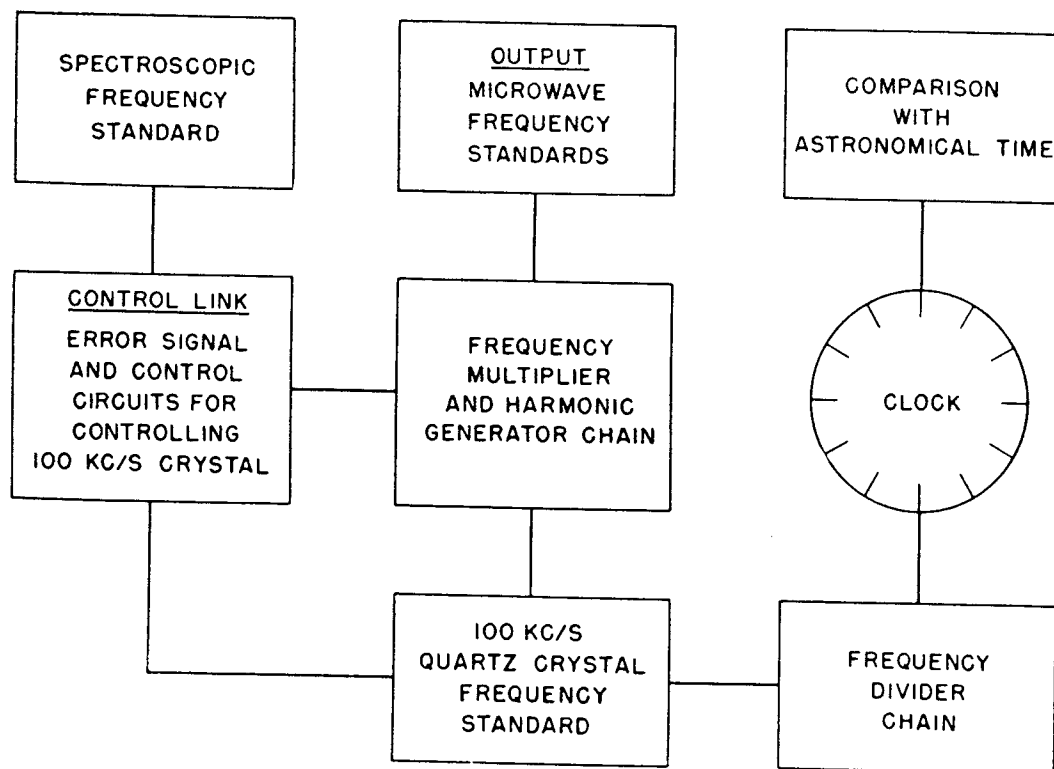 SPECTROSCOPIC
FREQUENCY
STANDARD
OUTPUT
MICROWAVE
FREQUENCY
STANDARDS
COMPARISON
WITH
ASTRONOMICAL TIME
CONTROL LINK
ERROR SIGNAL
AND CONTROL
CIRCUITS FOR
CONTROLLING
100 KC/S CRYSTAL
FREQUENCY
MULTIPLIER
AND HARMONIC
GENERATOR CHAIN
CLOCK
100 KC/S
QUARTZ CRYSTAL
FREQUENCY
STANDARD
FREQUENCY
DIVIDER
CHAIN